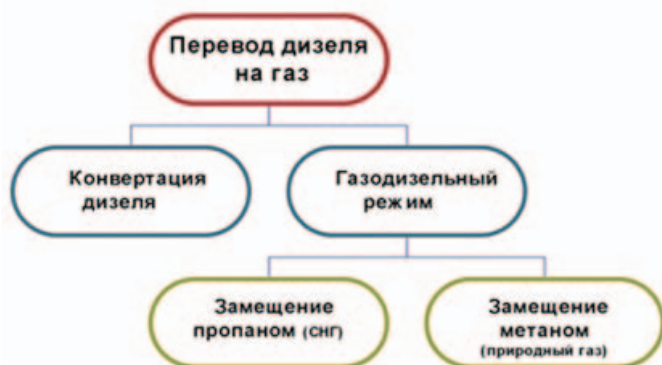 Перевод дизеля
на газ
Конвертация
дизеля
Газодизельный
режим
Замещение
пропаном (СНГ)
Замещение
метаном
(природный газ)